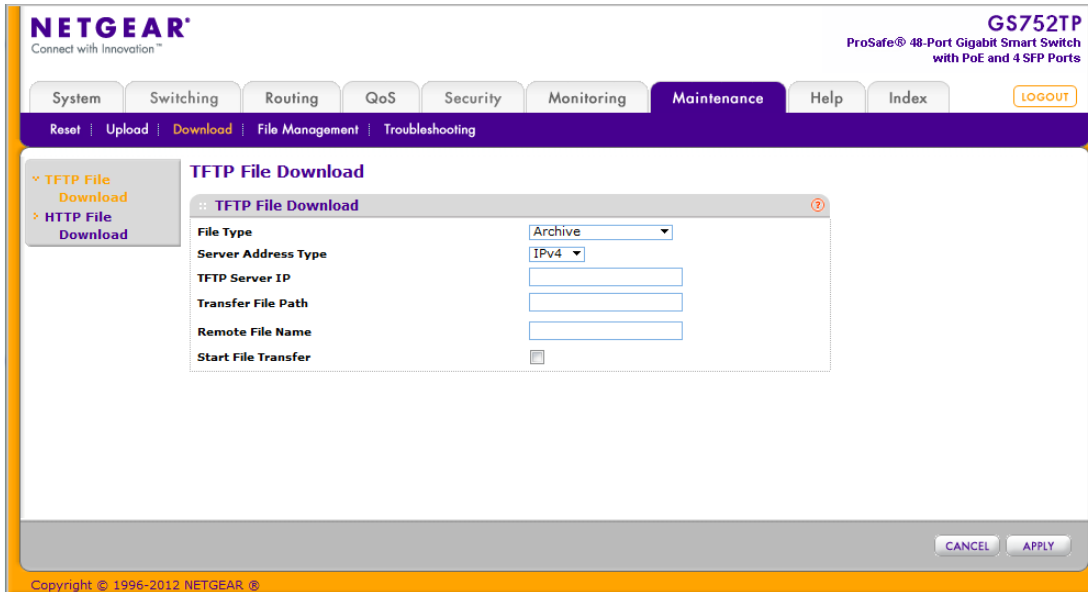 NETGEAR®
Connect with Innovation™
GS752TP
ProSafe® 48-Port Gigabit Smart Switch
with PoE and 4 SFP Ports
System Switching Routing QoS Security Monitoring Maintenance Help Index LOGOUT
Reset Upload Download File Management Troubleshooting
TFTP File
Download
HTTP File
Download
TFTP File Download
TFTP File Download ?
File Type Archive
Server Address Type IPv4
TFTP Server IP
Transfer File Path
Remote File Name
Start File Transfer
CANCEL APPLY
Copyright © 1996-2012 NETGEAR ®